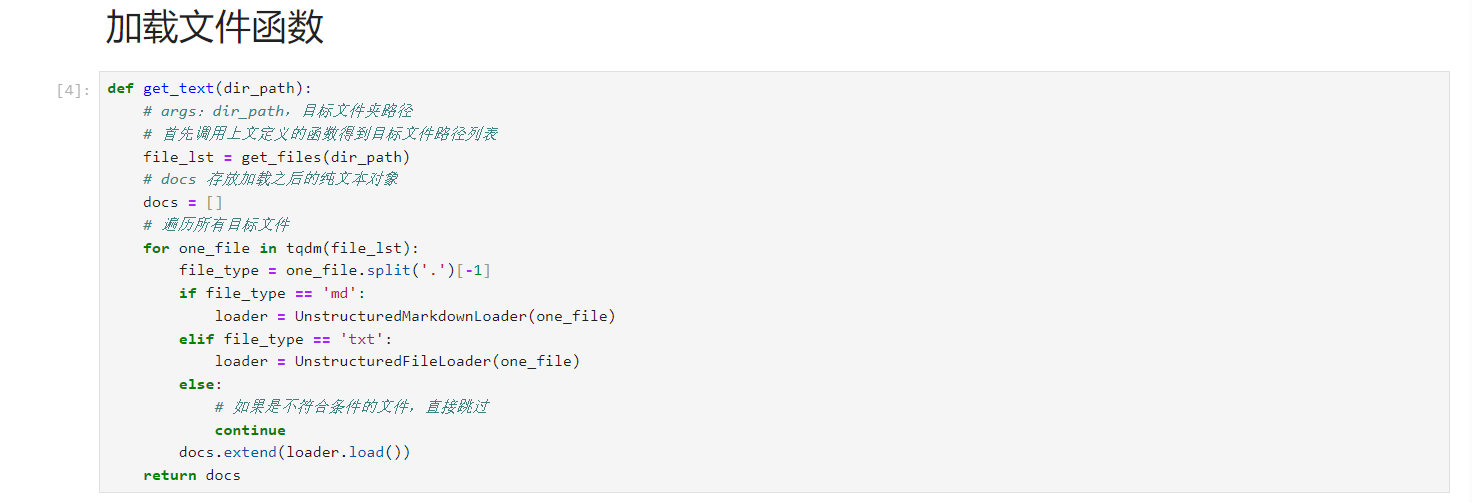 加载文件函数
[4]:
def get_text(dir_path):
    # args：dir_path，目标文件夹路径
    # 首先调用上文定义的函数得到目标文件路径列表
    file_lst = get_files(dir_path)
    # docs 存放加载之后的纯文本对象
    docs = []
    # 遍历所有目标文件
    for one_file in tqdm(file_lst):
        file_type = one_file.split('.')[-1]
        if file_type == 'md':
            loader = UnstructuredMarkdownLoader(one_file)
        elif file_type == 'txt':
            loader = UnstructuredFileLoader(one_file)
        else:
            # 如果是不符合条件的文件，直接跳过
            continue
        docs.extend(loader.load())
    return docs